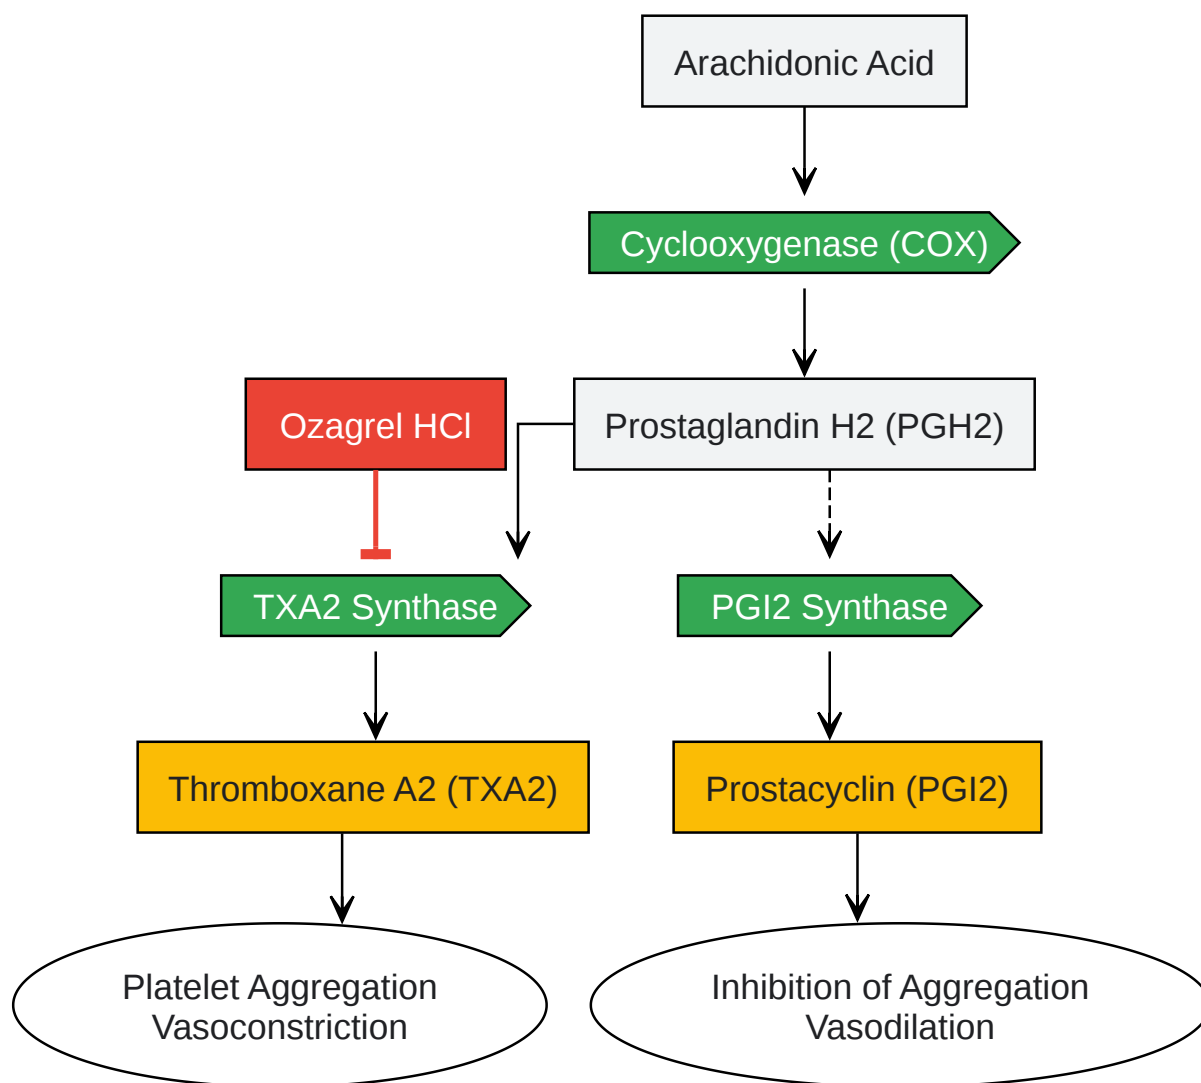 Arachidonic Acid
Cyclooxygenase (COX)
Ozagrel HCl
Prostaglandin H2 (PGH2)
TXA2 Synthase
PGI2 Synthase
Thromboxane A2 (TXA2)
Prostacyclin (PGI2)
Platelet Aggregation
Vasoconstriction
Inhibition of Aggregation
Vasodilation